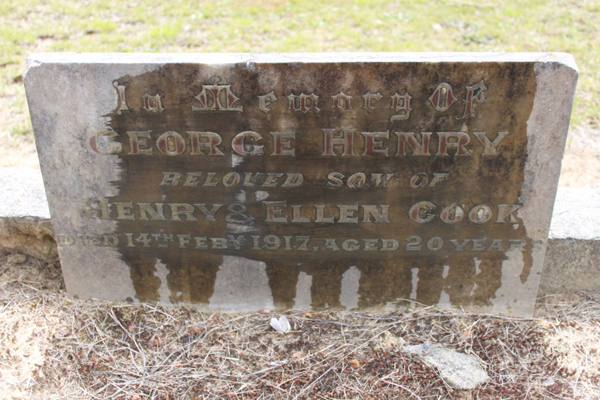 In Memory Of
GEORGE HENRY
BELOVED SON OF
HENRY & ELLEN COOK
DIED 14TH FEBY 1917, AGED 20 YEARS